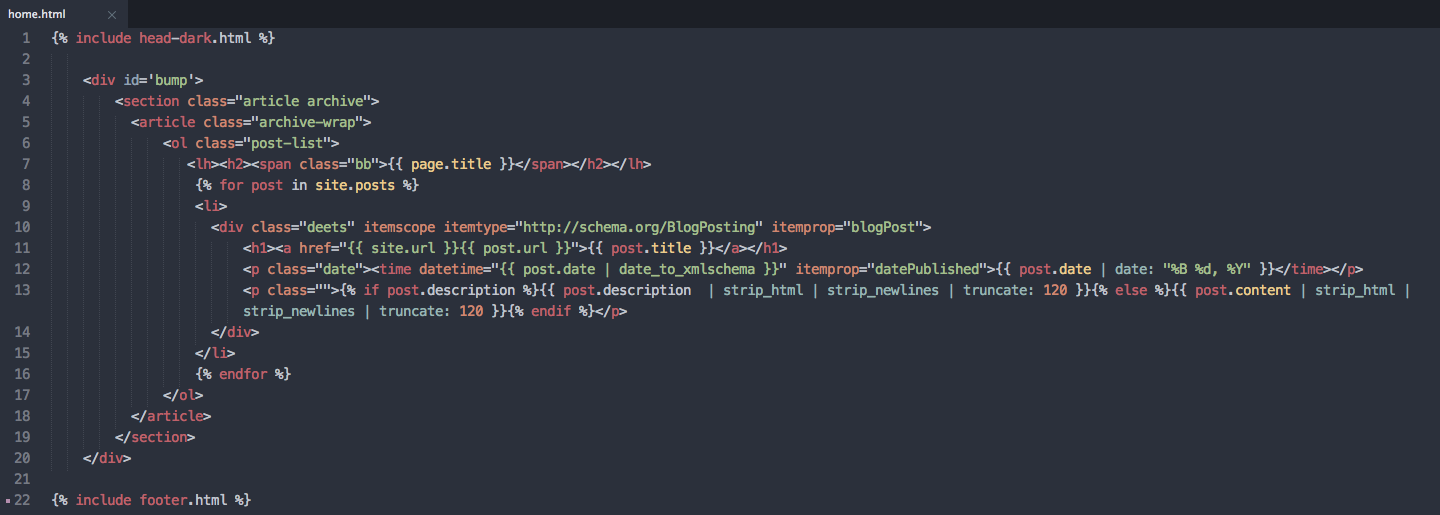 home.html ×
1 {% include head-dark.html %}
2
3 <div id='bump'>
4 <section class="article archive">
5 <article class="archive-wrap">
6 <ol class="post-list">
7 <lh><h2><span class="bb">{{ page.title }}</span></h2></lh>
8 {% for post in site.posts %}
9 <li>
10 <div class="deets" itemscope itemtype="http://schema.org/BlogPosting" itemprop="blogPost">
11 <h1><a href="{{ site.url }}{{ post.url }}">{{ post.title }}</a></h1>
12 <p class="date"><time datetime="{{ post.date | date_to_xmlschema }}" itemprop="datePublished">{{ post.date | date: "%B %d, %Y" }}</time></p>
13 <p class="">{% if post.description %}{{ post.description  | strip_html | strip_newlines | truncate: 120 }}{% else %}{{ post.content | strip_html |
strip_newlines | truncate: 120 }}{% endif %}</p>
14 </div>
15 </li>
16 {% endfor %}
17 </ol>
18 </article>
19 </section>
20 </div>
21
22 {% include footer.html %}